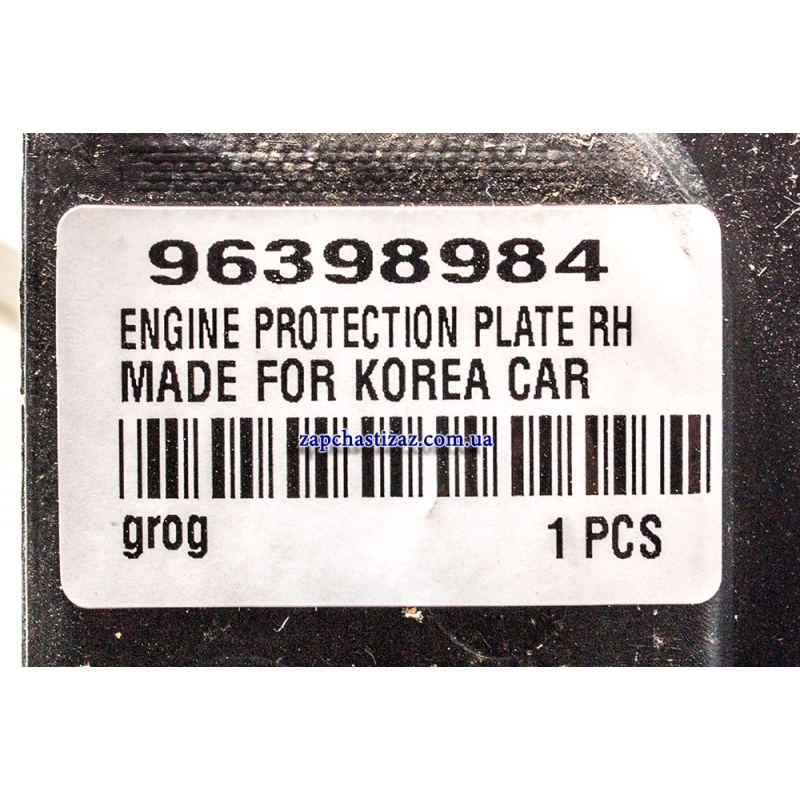 96398984
ENGINE PROTECTION PLATE RH
MADE FOR KOREA CAR
zapchastizaz.com.ua
grog
1 PCS